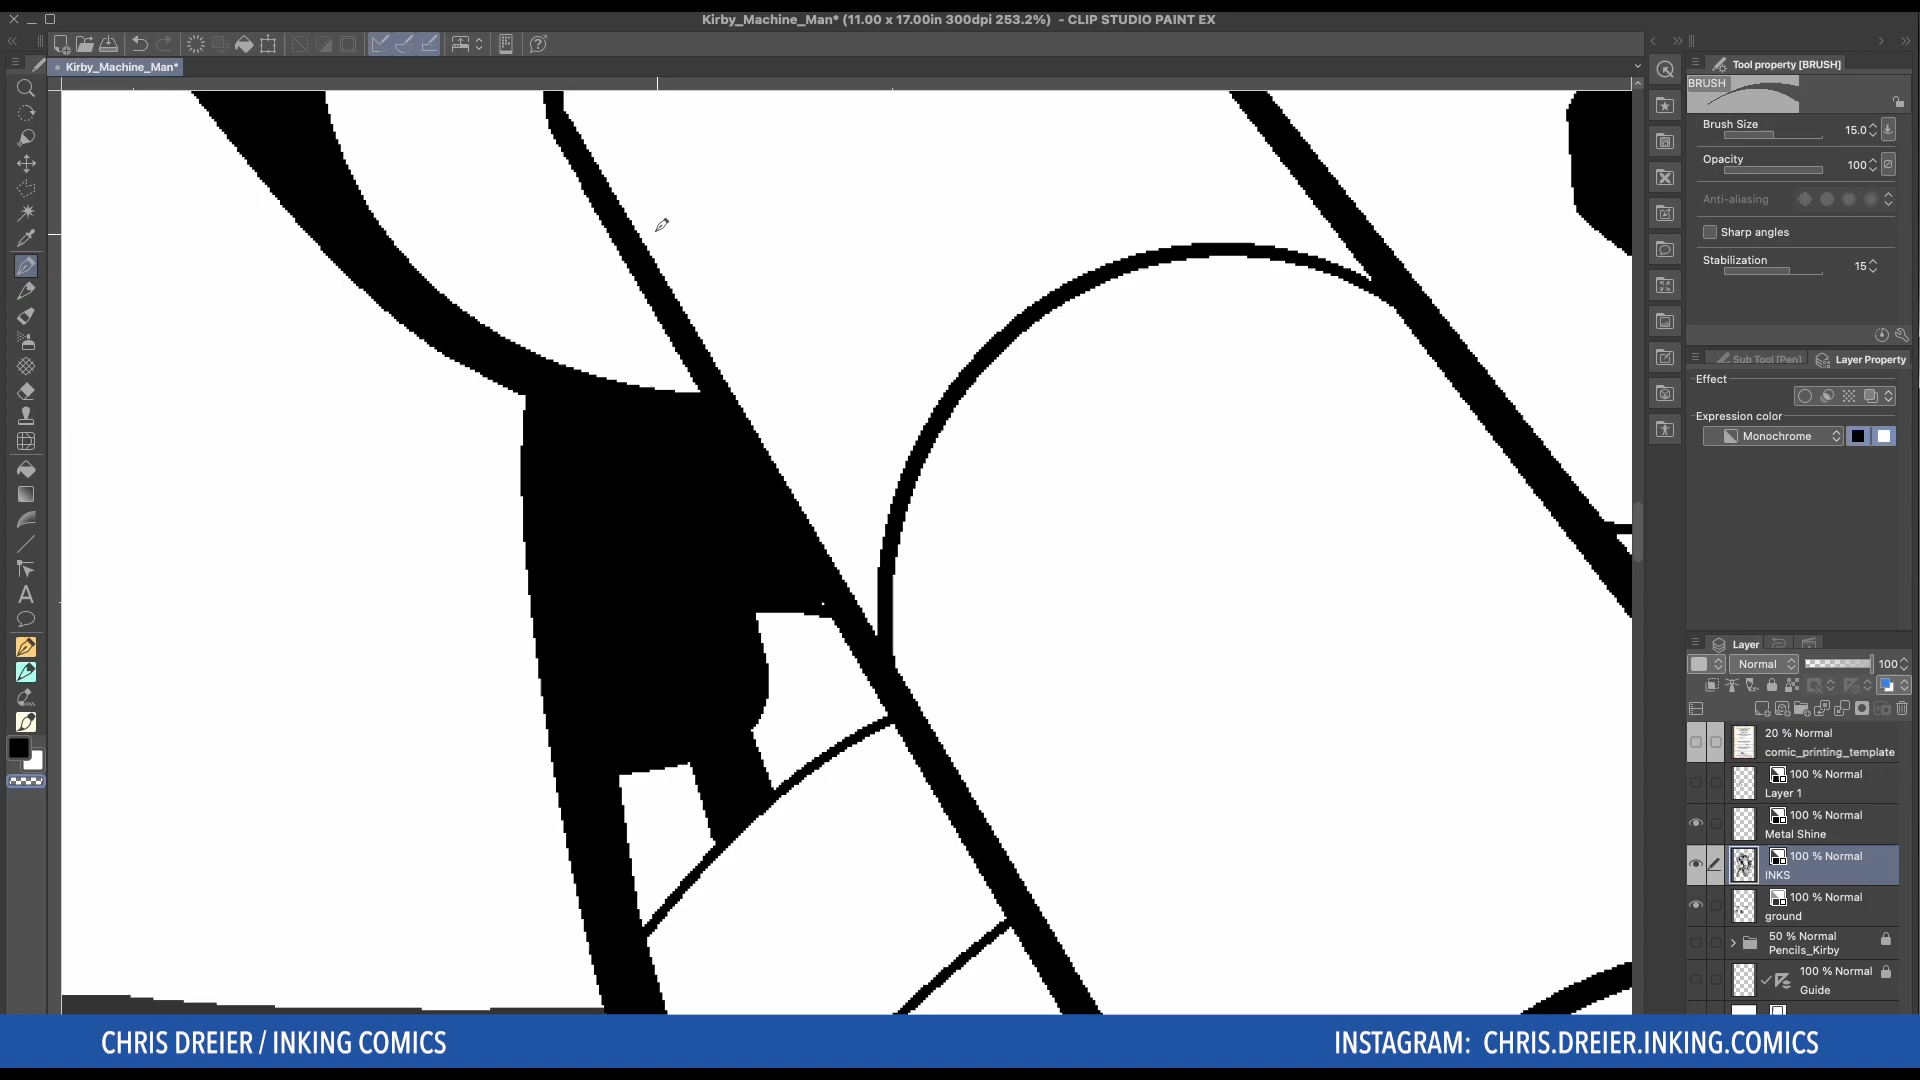 Kirby_Machine_Man* (11.00 x 17.00in 300dpi 253.2%) - CLIP STUDIO PAINT EX
Kirby_Machine_Man*
Tool property [BRUSH]
BRUSH
Brush Size
15.0
Opacity
100
Anti-aliasing
Sharp angles
Stabilization
15
Sub Tool [Pen]
Layer Property
Effect
Expression color
Monochrome
Layer
Normal
100
20 % Normal
comic_printing_template
100 % Normal
Layer 1
100 % Normal
Metal Shine
100 % Normal
INKS
100 % Normal
ground
50 % Normal
Pencils_Kirby
100 % Normal
Guide
CHRIS DREIER / INKING COMICS
INSTAGRAM: CHRIS.DREIER.INKING.COMICS